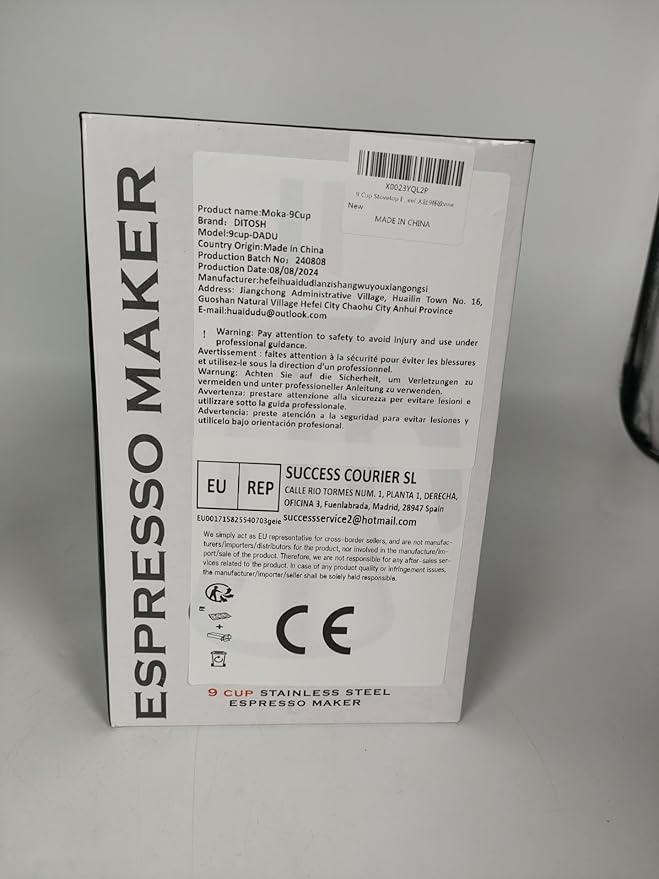 ESPRESSO MAKER
X0023YQL2P
9 Cup Stovetop
New
MADE IN CHINA
Product name:Moka-9Cup
Brand: DITOSH
Model:9cup-DADU
Country Origin:Made in China
Production Batch No: 240808
Production Date:08/08/2024
Manufacturer:hefeihuaidudianzishangwuyouxiangongsi
Address: Jiangchong Administrative Village, Huailin Town No. 16,
Guoshan Natural Village Hefei City Chaohu City Anhui Province
E-mail:huaidudu@outlook.com
! Warning: Pay attention to safety to avoid injury and use under
professional guidance.
Avertissement : faites attention à la sécurité pour éviter les blessures
et utilisez-le sous la direction d'un professionnel.
Warnung: Achten Sie auf die Sicherheit, um Verletzungen zu
vermeiden und unter professioneller Anleitung zu verwenden.
Avvertenza: prestare attenzione alla sicurezza per evitare lesioni e
utilizzare sotto la guida professionale.
Advertencia: preste atención a la seguridad para evitar lesiones y
utilícelo bajo orientación profesional.
EU REP
SUCCESS COURIER SL
CALLE RIO TORMES NUM. 1, PLANTA 1, DERECHA,
OFICINA 3, Fuenlabrada, Madrid, 28947 Spain
EU001715825540703geie successservice2@hotmail.com
We simply act as EU representative for cross-border sellers, and are not manufac-
turers/importers/distributors for the product, nor involved in the manufacture/im-
port/sale of the product. Therefore, we are not responsible for any after-sales ser-
vices related to the product. In case of any product quality or infringement issues,
the manufacturer/importer/seller shall be solely held responsible.
+
CE
9 CUP STAINLESS STEEL
ESPRESSO MAKER